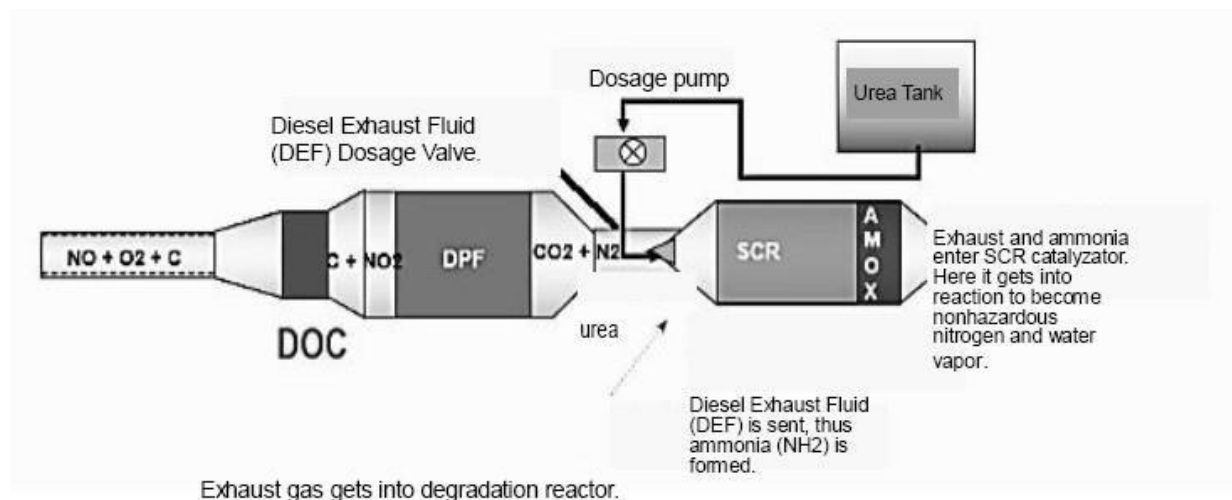 Dosage pump
Urea Tank
Diesel Exhaust Fluid
(DEF) Dosage Valve.
NO + O2 + C
DOC
C + NO2
DPF
CO2 + N2
urea
SCR
AMOX
Exhaust and ammonia
enter SCR catalyzator.
Here it gets into
reaction to become
nonhazardous
nitrogen and water
vapor.
Diesel Exhaust Fluid
(DEF) is sent, thus
ammonia (NH2) is
formed.
Exhaust gas gets into degradation reactor.